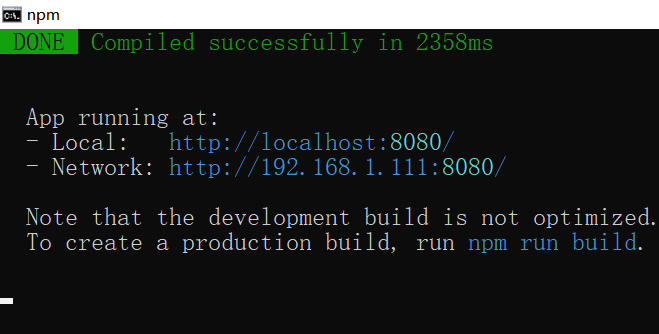 npm
DONE Compiled successfully in 2358ms
App running at:
- Local: http://localhost:8080/
- Network: http://192.168.1.111:8080/
Note that the development build is not optimized.
To create a production build, run npm run build.